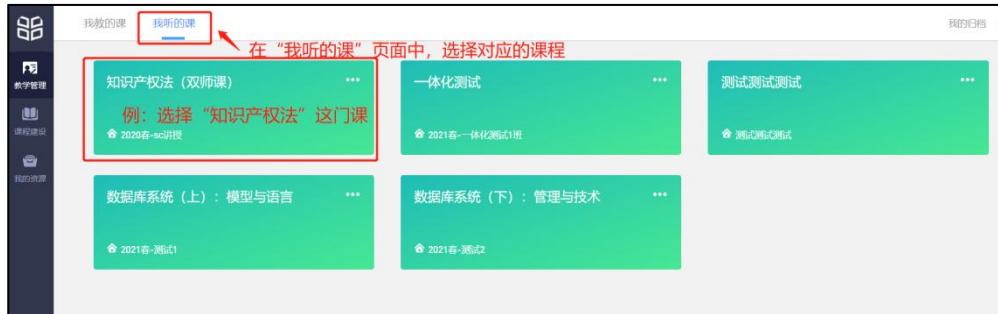 我教的课 我听的课 我的归档
在“我听的课”页面中，选择对应的课程
教学管理
课程建设
我的资源
知识产权法（双师课） ···
例：选择“知识产权法”这门课
2020春-sc讲授
一体化测试 ···
2021春-一体化测试1班
测试测试测试 ···
测试测试测试
数据库系统（上）：模型与语言 ···
2021春-测试1
数据库系统（下）：管理与技术 ···
2021春-测试2